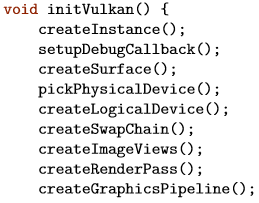 void initVulkan() {
    createInstance();
    setupDebugCallback();
    createSurface();
    pickPhysicalDevice();
    createLogicalDevice();
    createSwapChain();
    createImageViews();
    createRenderPass();
    createGraphicsPipeline();